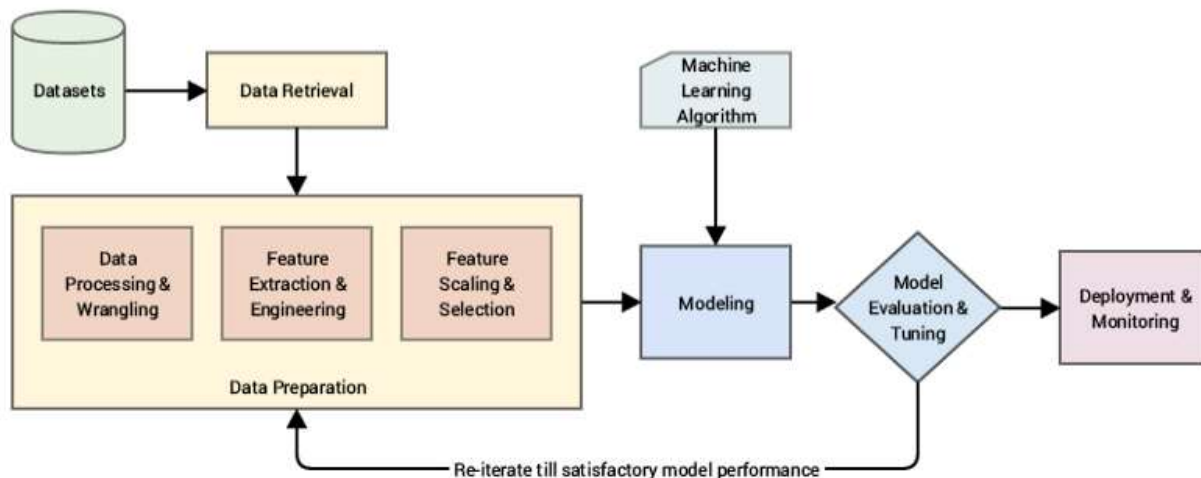 Datasets
Data Retrieval
Machine
Learning
Algorithm
Data
Processing &
Wrangling
Feature
Extraction &
Engineering
Feature
Scaling &
Selection
Data Preparation
Modeling
Model
Evaluation &
Tuning
Deployment &
Monitoring
Re-iterate till satisfactory model performance